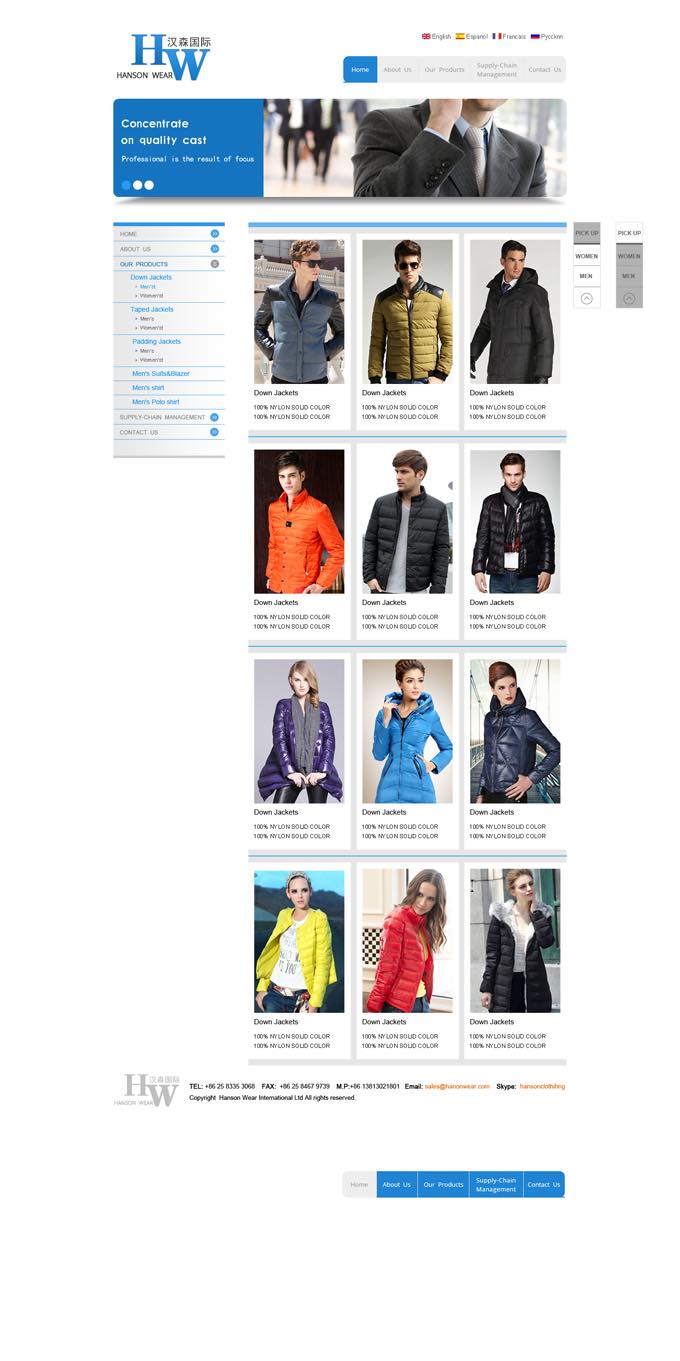 HW 汉森国际
HANSON WEAR
English Espanol Francais Pyccknn
Home
About Us
Our Products
Supply-Chain
Management
Contact Us
Concentrate
on quality cast
Professional is the result of focus
HOME
ABOUT US
OUR PRODUCTS
Down Jackets
Men'st
Women'st
Taped Jackets
Men's
Women'st
Padding Jackets
Men's
Women'st
Men's Suits&Blazer
Men's shirt
Men's Polo shirt
SUPPLY-CHAIN MANAGEMENT
CONTACT US
PICK UP
WOMEN
MEN
PICK UP
WOMEN
MEN
Down Jackets
100% NYLON SOLID COLOR
100% NYLON SOLID COLOR
Down Jackets
100% NYLON SOLID COLOR
100% NYLON SOLID COLOR
Down Jackets
100% NYLON SOLID COLOR
100% NYLON SOLID COLOR
Down Jackets
100% NYLON SOLID COLOR
100% NYLON SOLID COLOR
Down Jackets
100% NYLON SOLID COLOR
100% NYLON SOLID COLOR
Down Jackets
100% NYLON SOLID COLOR
100% NYLON SOLID COLOR
Down Jackets
100% NYLON SOLID COLOR
100% NYLON SOLID COLOR
Down Jackets
100% NYLON SOLID COLOR
100% NYLON SOLID COLOR
Down Jackets
100% NYLON SOLID COLOR
100% NYLON SOLID COLOR
Down Jackets
100% NYLON SOLID COLOR
100% NYLON SOLID COLOR
Down Jackets
100% NYLON SOLID COLOR
100% NYLON SOLID COLOR
Down Jackets
100% NYLON SOLID COLOR
100% NYLON SOLID COLOR
HW 汉森国际
HANSON WEAR
TEL: +86 25 8335 3068 FAX: +86 25 8467 9739 M.P:+86 13813021801 Email: sales@hanonwear.com Skype: hansonclothihng
Copyright Hanson Wear International Ltd All rights reserved.
Home
About Us
Our Products
Supply-Chain
Management
Contact Us